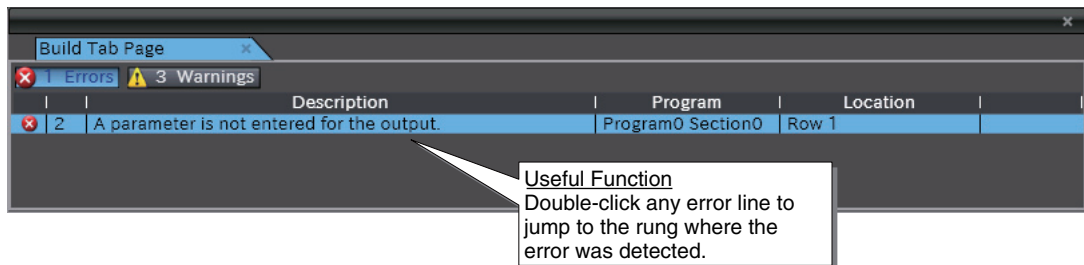 Build Tab Page
1 Errors 3 Warnings
Description Program Location
2 A parameter is not entered for the output. Program0 Section0 Row 1
Useful Function
Double-click any error line to
jump to the rung where the
error was detected.